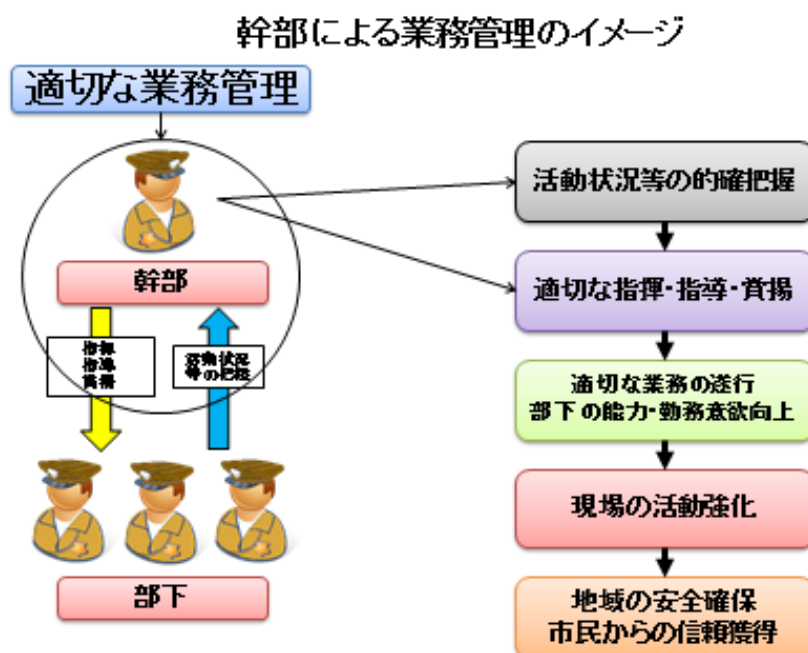 幹部による業務管理のイメージ
適切な業務管理
幹部
指揮
指導
賞揚
活動状況
等の把握
部下
活動状況等の的確把握
適切な指揮・指導・賞揚
適切な業務の遂行
部下の能力・勤務意欲向上
現場の活動強化
地域の安全確保
市民からの信頼獲得